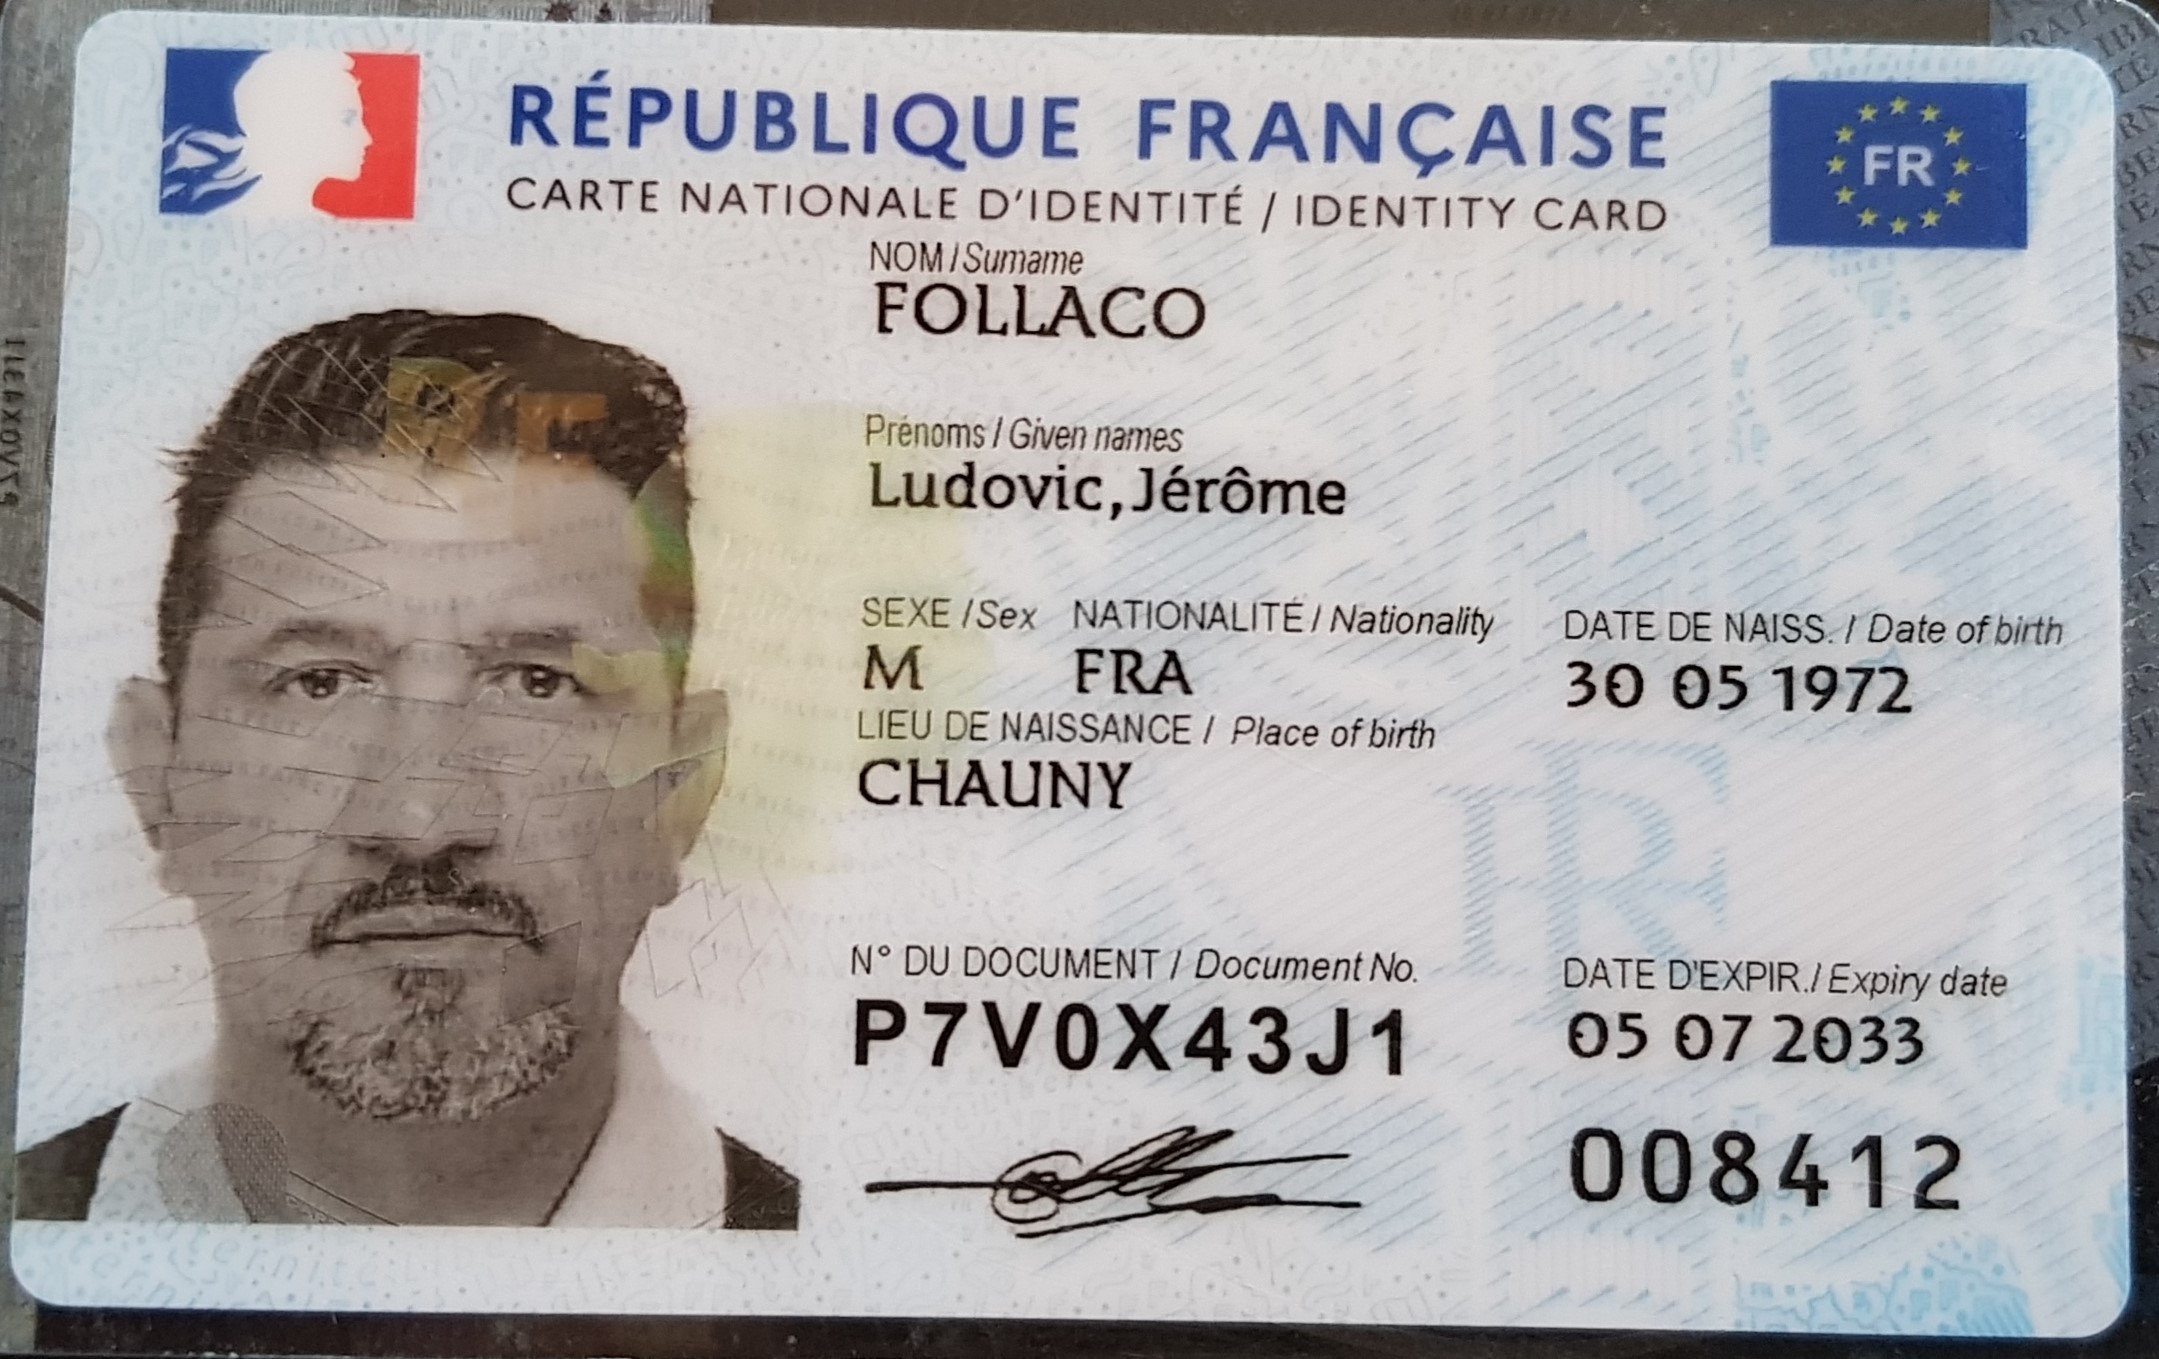 RÉPUBLIQUE FRANÇAISE
FR
CARTE NATIONALE D'IDENTITÉ / IDENTITY CARD
NOM / Surname
FOLLACO
Prénoms / Given names
Ludovic, Jérôme
SEXE / Sex NATIONALITÉ / Nationality DATE DE NAISS. / Date of birth
M FRA 30 05 1972
LIEU DE NAISSANCE / Place of birth
CHAUNY
RF
N° DU DOCUMENT / Document No. DATE D'EXPIR. / Expiry date
P7V0X43J1 05 07 2033
008412